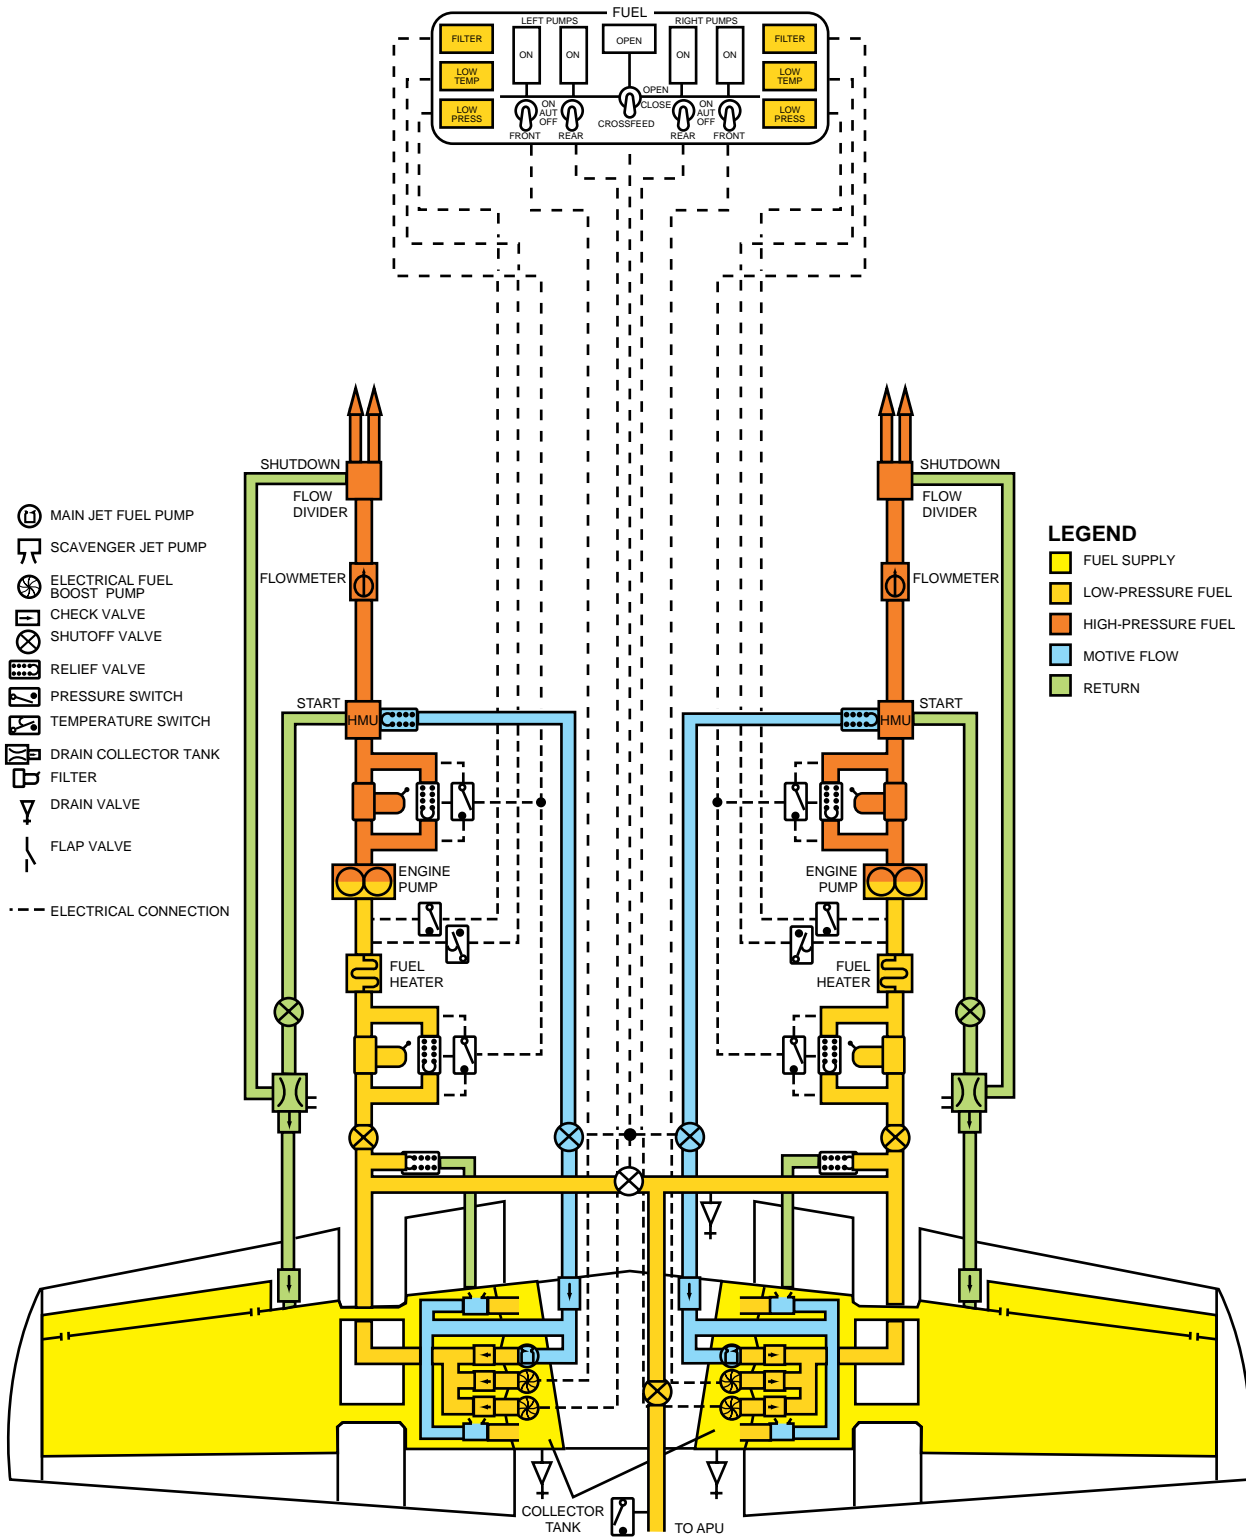 FUEL
LEFT PUMPS
RIGHT PUMPS
FILTER
LOW
TEMP
LOW
PRESS
ON
ON
OPEN
ON
ON
FILTER
LOW
TEMP
LOW
PRESS
ON
AUT
OFF
OPEN
CLOSE
ON
AUT
OFF
FRONT
REAR
CROSSFEED
REAR
FRONT
SHUTDOWN
FLOW
DIVIDER
SHUTDOWN
FLOW
DIVIDER
MAIN JET FUEL PUMP
SCAVENGER JET PUMP
ELECTRICAL FUEL
BOOST PUMP
CHECK VALVE
SHUTOFF VALVE
RELIEF VALVE
PRESSURE SWITCH
TEMPERATURE SWITCH
DRAIN COLLECTOR TANK
FILTER
DRAIN VALVE
FLAP VALVE
ELECTRICAL CONNECTION
LEGEND
FUEL SUPPLY
LOW-PRESSURE FUEL
HIGH-PRESSURE FUEL
MOTIVE FLOW
RETURN
FLOWMETER
FLOWMETER
START
HMU
HMU
START
ENGINE
PUMP
ENGINE
PUMP
FUEL
HEATER
FUEL
HEATER
COLLECTOR
TANK
TO APU